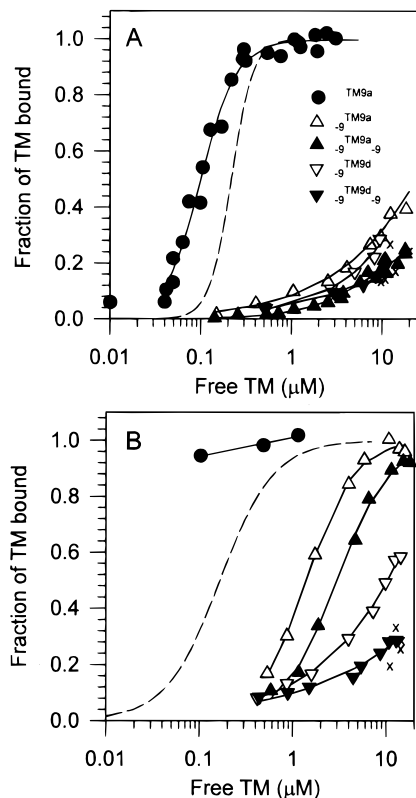 A
Fraction of TM bound
1.0
0.8
0.6
0.4
0.2
0.0
TM9a
-9TM9a
-9TM9a-9
-9TM9d
-9TM9d-9
0.01
0.1
1
10
Free TM (μM)
B
Fraction of TM bound
1.0
0.8
0.6
0.4
0.2
0.0
0.01
0.1
1
10
Free TM (μM)